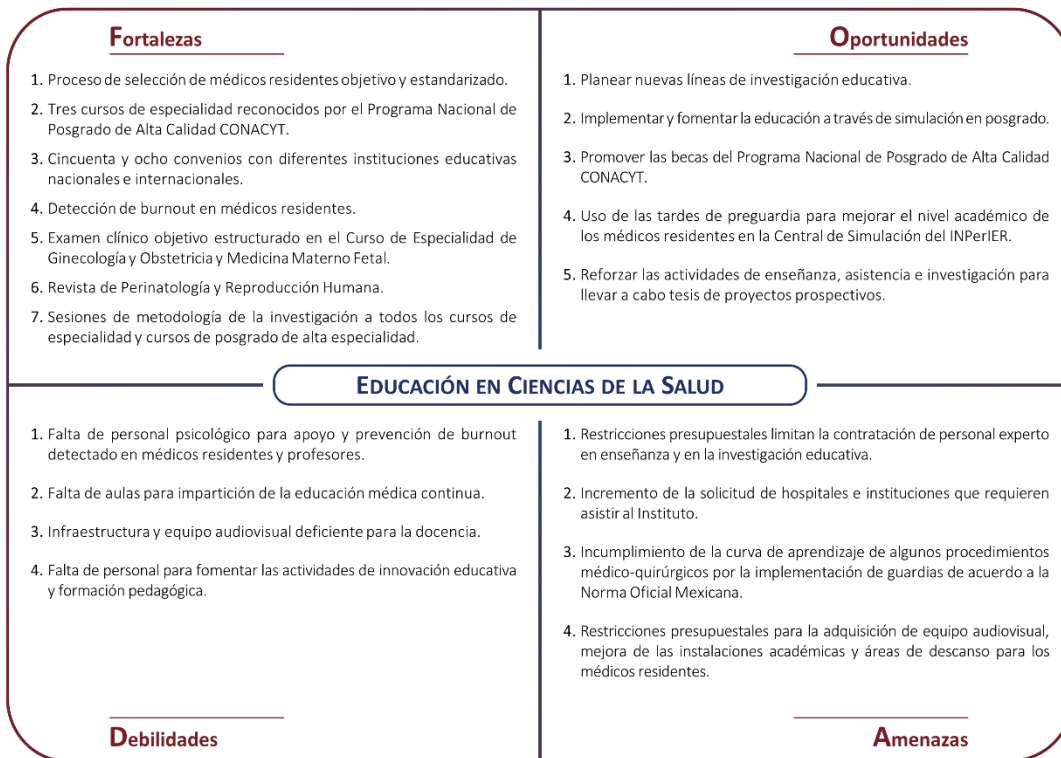 Fortalezas
1. Proceso de selección de médicos residentes objetivo y estandarizado.
2. Tres cursos de especialidad reconocidos por el Programa Nacional de
Posgrado de Alta Calidad CONACYT.
3. Cincuenta y ocho convenios con diferentes instituciones educativas
nacionales e internacionales.
4. Detección de burnout en médicos residentes.
5. Examen clínico objetivo estructurado en el Curso de Especialidad de
Ginecología y Obstetricia y Medicina Materno Fetal.
6. Revista de Perinatología y Reproducción Humana.
7. Sesiones de metodología de la investigación a todos los cursos de
especialidad y cursos de posgrado de alta especialidad.
Oportunidades
1. Planear nuevas líneas de investigación educativa.
2. Implementar y fomentar la educación a través de simulación en posgrado.
3. Promover las becas del Programa Nacional de Posgrado de Alta Calidad
CONACYT.
4. Uso de las tardes de preguardia para mejorar el nivel académico de
los médicos residentes en la Central de Simulación del INPerIER.
5. Reforzar las actividades de enseñanza, asistencia e investigación para
llevar a cabo tesis de proyectos prospectivos.
EDUCACIÓN EN CIENCIAS DE LA SALUD
1. Falta de personal psicológico para apoyo y prevención de burnout
detectado en médicos residentes y profesores.
2. Falta de aulas para impartición de la educación médica continua.
3. Infraestructura y equipo audiovisual deficiente para la docencia.
4. Falta de personal para fomentar las actividades de innovación educativa
y formación pedagógica.
Debilidades
1. Restricciones presupuestales limitan la contratación de personal experto
en enseñanza y en la investigación educativa.
2. Incremento de la solicitud de hospitales e instituciones que requieren
asistir al Instituto.
3. Incumplimiento de la curva de aprendizaje de algunos procedimientos
médico-quirúrgicos por la implementación de guardias de acuerdo a la
Norma Oficial Mexicana.
4. Restricciones presupuestales para la adquisición de equipo audiovisual,
mejora de las instalaciones académicas y áreas de descanso para los
médicos residentes.
Amenazas